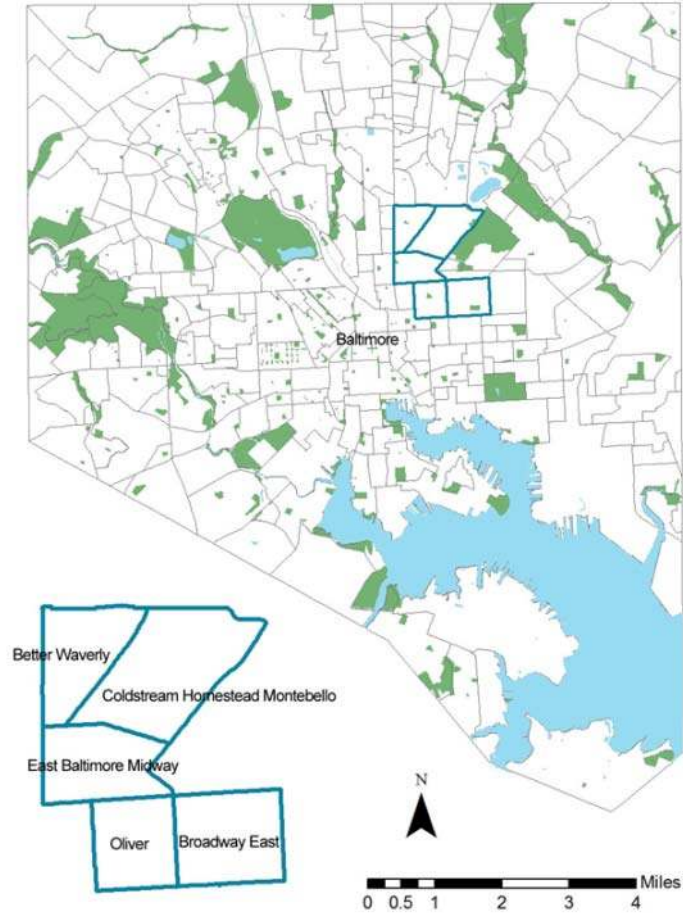 Baltimore
Better Waverly
Coldstream Homestead Montebello
East Baltimore Midway
Oliver
Broadway East
N
Miles
0 0.5 1 2 3 4